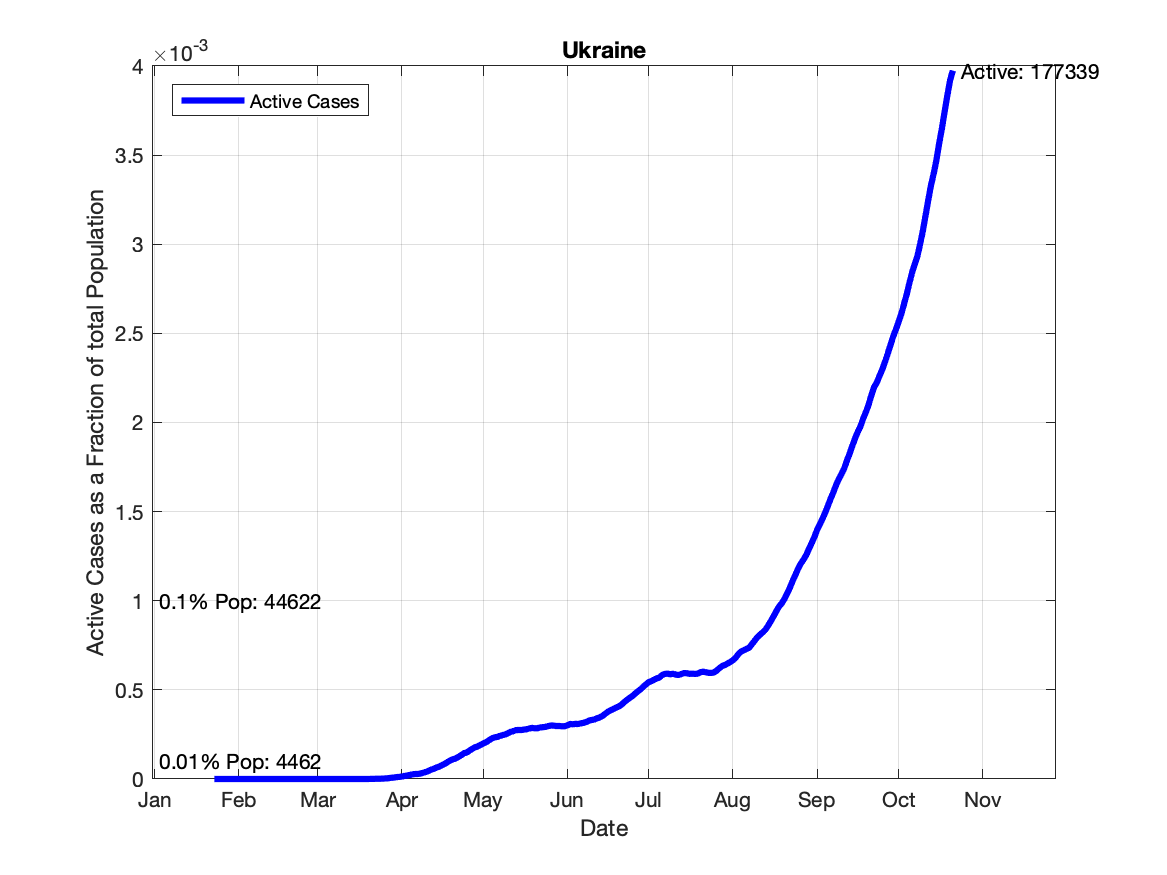 Ukraine
×10-3
4
Active: 177339
Active Cases
3.5
3
2.5
2
1.5
1
0.1% Pop: 44622
0.5
0.01% Pop: 4462
0
Active Cases as a Fraction of total Population
Jan Feb Mar Apr May Jun Jul Aug Sep Oct Nov
Date